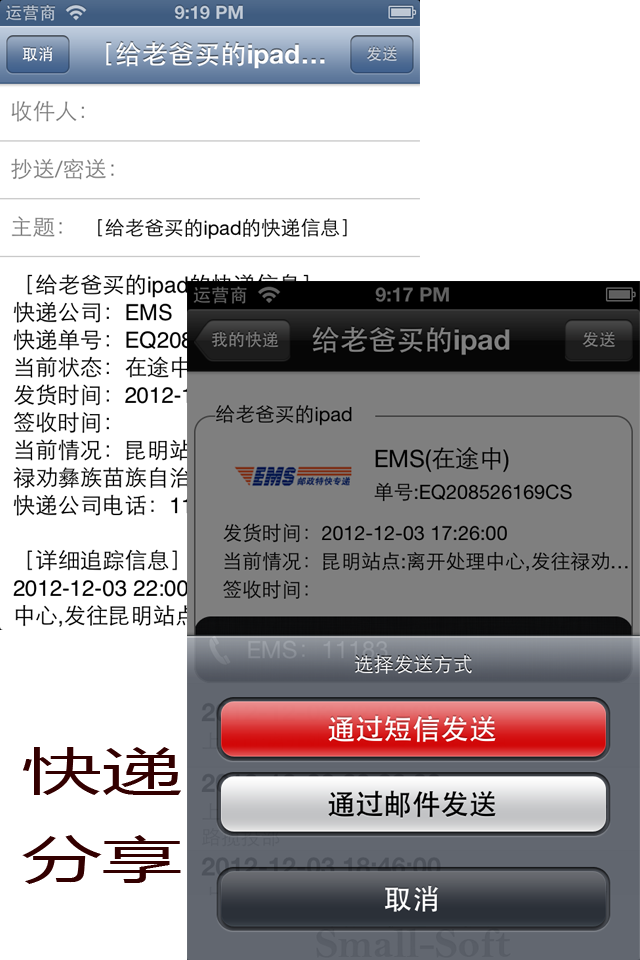 运营商 9:19 PM
取消 [给老爸买的ipad... 发送
收件人:
抄送/密送:
主题: [给老爸买的ipad的快递信息]
[给老爸买的ipad的快递信息]
快递公司: EMS
快递单号: EQ208
当前状态: 在途中
发货时间: 2012-1
签收时间:
当前情况: 昆明站
禄劝彝族苗族自治
快递公司电话: 11
[详细追踪信息]
2012-12-03 22:00
中心,发往昆明站点
运营商 9:17 PM
我的快递 给老爸买的ipad 发送
给老爸买的ipad
EMS 邮政特快专递
EMS(在途中)
单号:EQ208526169CS
发货时间: 2012-12-03 17:26:00
当前情况: 昆明站点:离开处理中心,发往禄劝...
签收时间:
EMS: 11183
选择发送方式
通过短信发送
通过邮件发送
2012-12-03 18:46:00
取消
Small-Soft
快递
分享